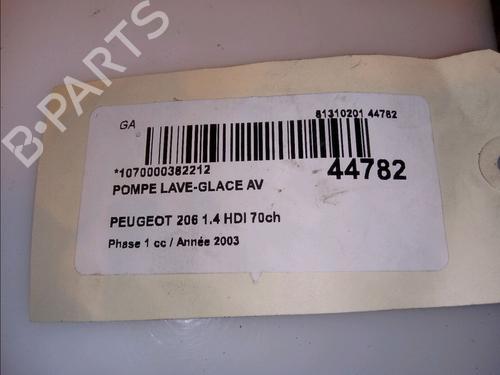 B-PARTS
GA
81310201 44782
*1070000382212
44782
POMPE LAVE-GLACE AV
PEUGEOT 206 1.4 HDI 70ch
Phase 1 cc / Année 2003